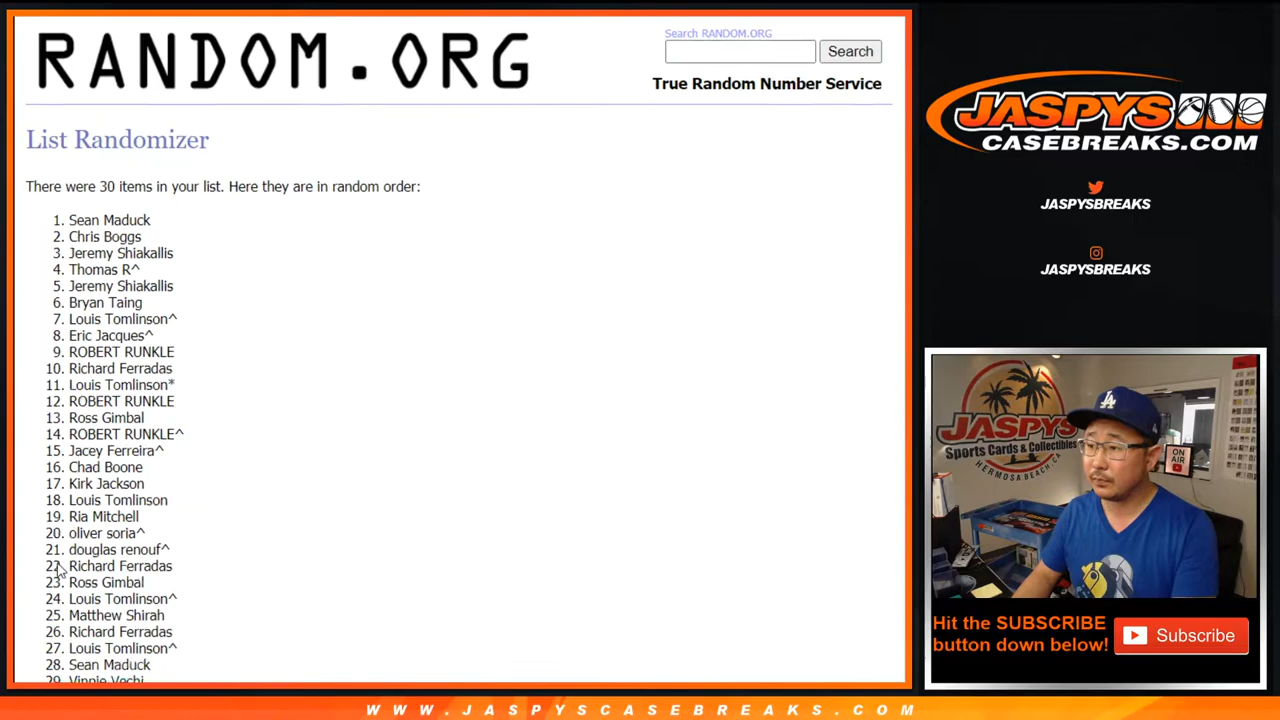 RANDOM.ORG
Search RANDOM.ORG
Search
True Random Number Service
List Randomizer
There were 30 items in your list. Here they are in random order:
1. Sean Maduck
2. Chris Boggs
3. Jeremy Shiakallis
4. Thomas R^
5. Jeremy Shiakallis
6. Bryan Taing
7. Louis Tomlinson^
8. Eric Jacques^
9. ROBERT RUNKLE
10. Richard Ferradas
11. Louis Tomlinson*
12. ROBERT RUNKLE
13. Ross Gimbal
14. ROBERT RUNKLE^
15. Jacey Ferreira^
16. Chad Boone
17. Kirk Jackson
18. Louis Tomlinson
19. Ria Mitchell
20. oliver soria^
21. douglas renouf^
22. Richard Ferradas
23. Ross Gimbal
24. Louis Tomlinson^
25. Matthew Shirah
26. Richard Ferradas
27. Louis Tomlinson^
28. Sean Maduck
29. Vinnie Vechi
JASPYS
CASEBREAKS.COM
JASPYSBREAKS
JASPYSBREAKS
JASPYS
Sports Cards & Collectibles
HERMOSA BEACH, CA.
LA
ON AIR
Hit the SUBSCRIBE
button down below!
Subscribe
WWW.JASPYSCASEBREAKS.COM